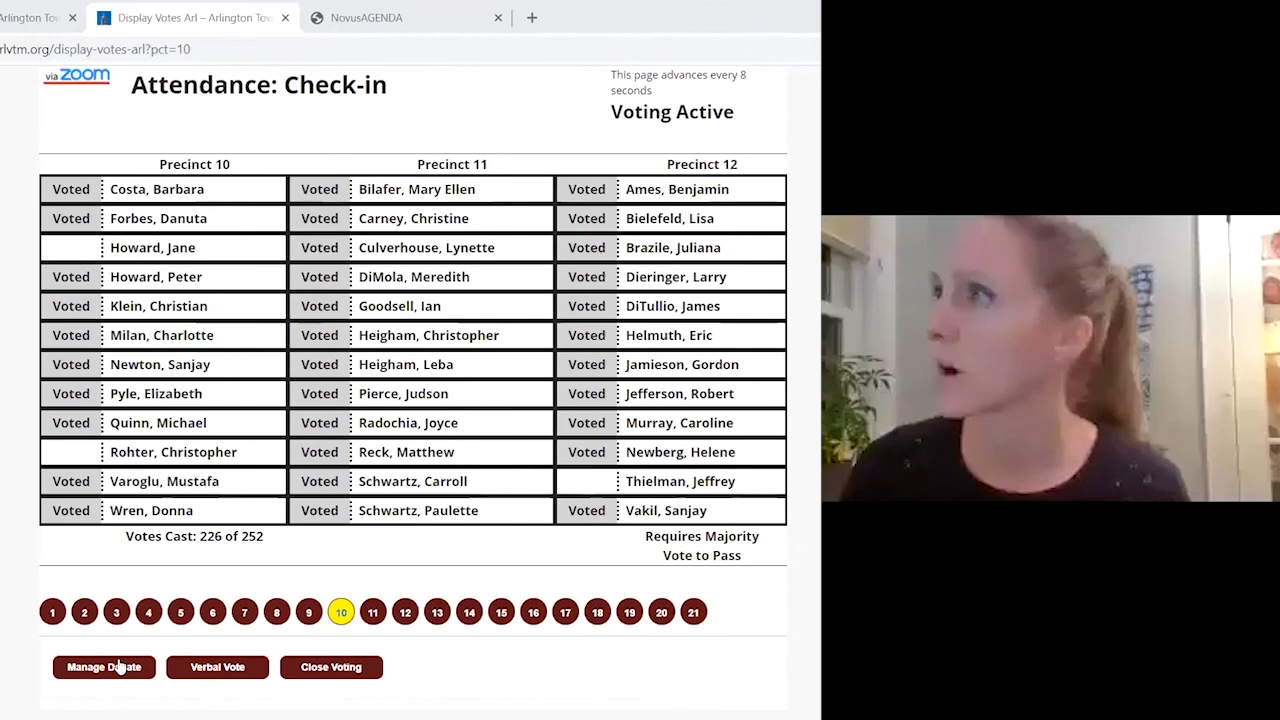 Arlington Tow
Display Votes Arl – Arlington Tow
NovusAGENDA
rlvtm.org/display-votes-arl?pct=10
via zoom
Attendance: Check-in
This page advances every 8
seconds
Voting Active
Precinct 10 Precinct 11 Precinct 12
Voted Costa, Barbara Voted Bilafer, Mary Ellen Voted Ames, Benjamin
Voted Forbes, Danuta Voted Carney, Christine Voted Bielefeld, Lisa
Howard, Jane Voted Culverhouse, Lynette Voted Brazile, Juliana
Voted Howard, Peter Voted DiMola, Meredith Voted Dieringer, Larry
Voted Klein, Christian Voted Goodsell, Ian Voted DiTullio, James
Voted Milan, Charlotte Voted Heigham, Christopher Voted Helmuth, Eric
Voted Newton, Sanjay Voted Heigham, Leba Voted Jamieson, Gordon
Voted Pyle, Elizabeth Voted Pierce, Judson Voted Jefferson, Robert
Voted Quinn, Michael Voted Radochia, Joyce Voted Murray, Caroline
Rohter, Christopher Voted Reck, Matthew Voted Newberg, Helene
Voted Varoglu, Mustafa Voted Schwartz, Carroll Thielman, Jeffrey
Voted Wren, Donna Voted Schwartz, Paulette Voted Vakil, Sanjay
Votes Cast: 226 of 252
Requires Majority
Vote to Pass
1 2 3 4 5 6 7 8 9 10 11 12 13 14 15 16 17 18 19 20 21
Manage Debate Verbal Vote Close Voting